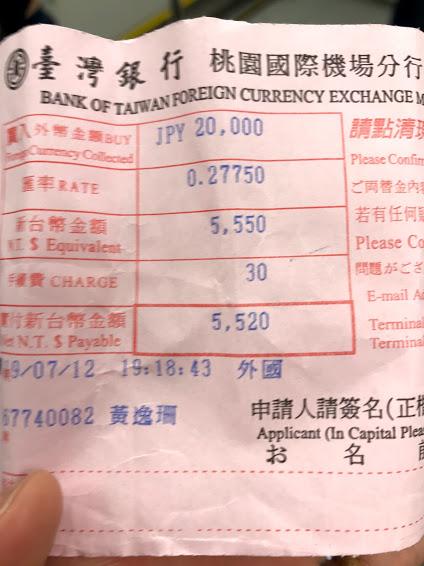 臺灣銀行 桃園國際機場分行
BANK OF TAIWAN FOREIGN CURRENCY EXCHANGE M
買入外幣金額BUY JPY 20,000 請點清
Foreign Currency Collected Please Confir
匯率RATE 0.27750 ご両替金内
新台幣金額 5,550 若有任何
N.T. $ Equivalent Please Co
手續費 CHARGE 30 問題がござ
E-mail A
實付新台幣金額 5,520 Terminal
Net N.T. $ Payable Terminal
9/07/12 19:18:43 外國
67740082 黃逸珊 申請人請簽名(正楷
Applicant (In Capital Plea
お 名 前